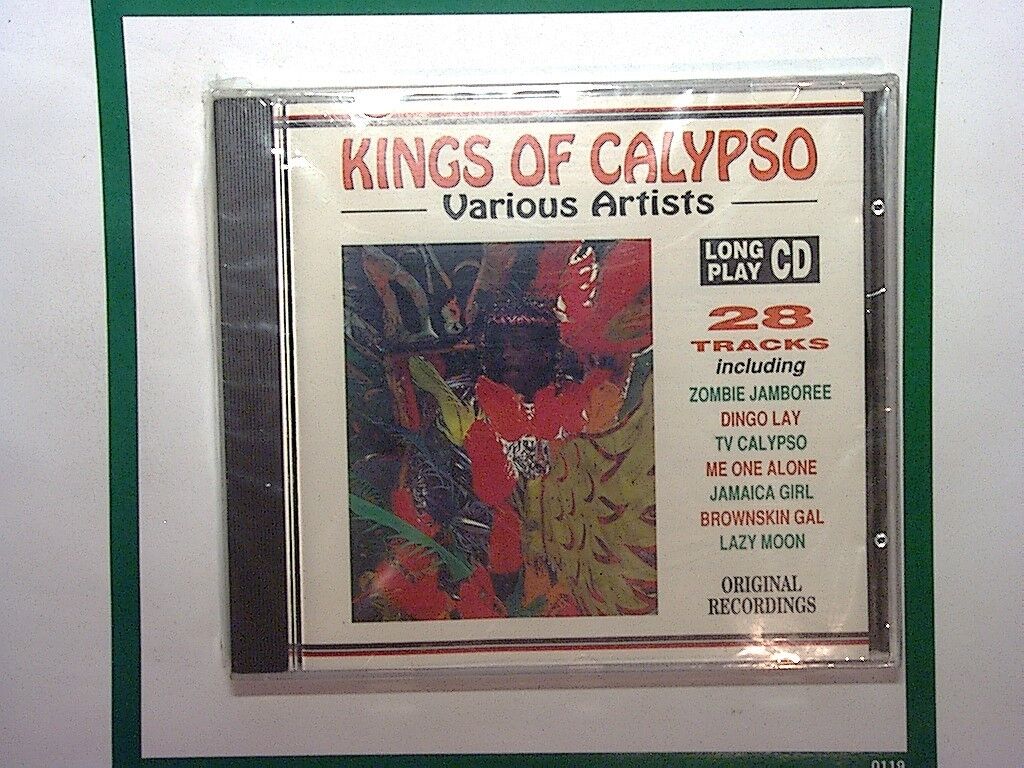 KINGS OF CALYPSO
Various Artists
LONG PLAY CD
28
TRACKS
including
ZOMBIE JAMBOREE
DINGO LAY
TV CALYPSO
ME ONE ALONE
JAMAICA GIRL
BROWNSKIN GAL
LAZY MOON
ORIGINAL
RECORDINGS
0119